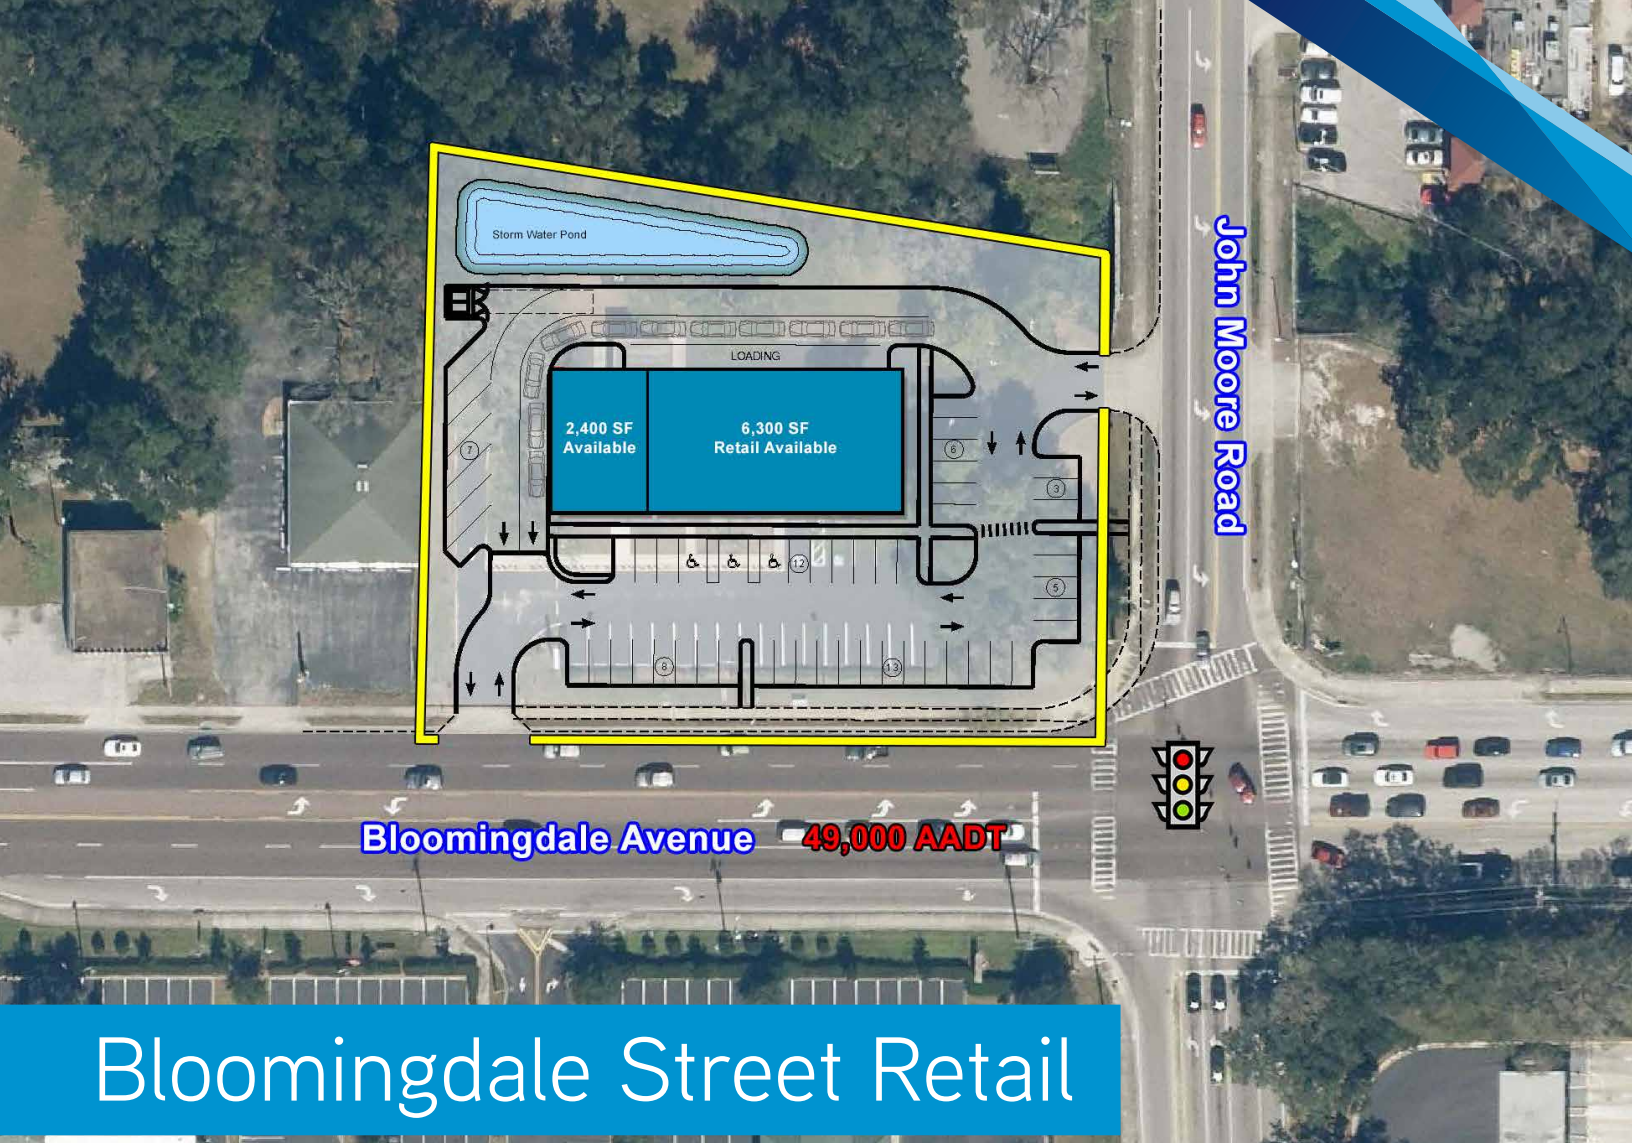 Storm Water Pond
LOADING
2,400 SF
Available
6,300 SF
Retail Available
7
6
3
12
5
8
13
John Moore Road
Bloomingdale Avenue
49,000 AADT
Bloomingdale Street Retail